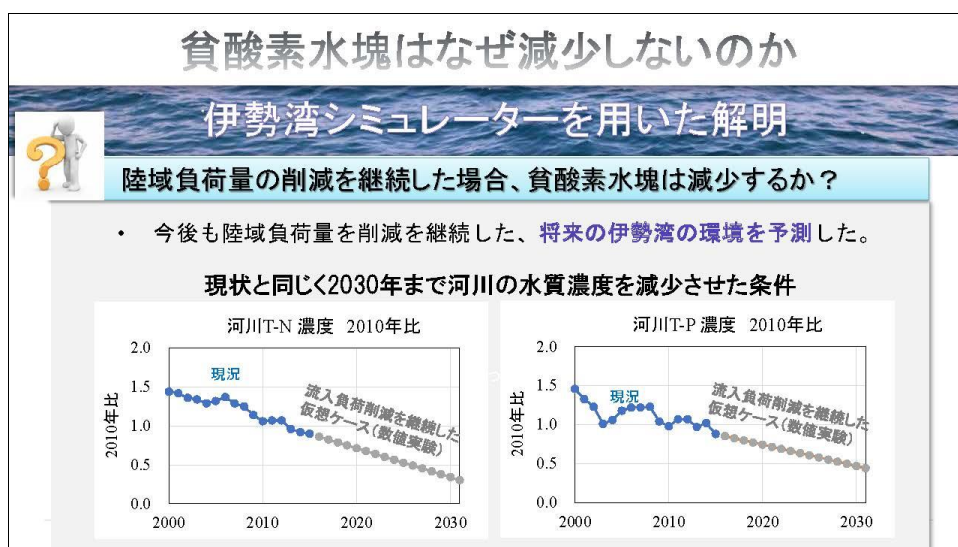 貧酸素水塊はなぜ減少しないのか
伊勢湾シミュレーターを用いた解明
?
陸域負荷量の削減を継続した場合、貧酸素水塊は減少するか?
・ 今後も陸域負荷量を削減を継続した、将来の伊勢湾の環境を予測した。
現状と同じく2030年まで河川の水質濃度を減少させた条件
河川T-N 濃度 2010年比
2010年比
2.0
1.5
1.0
0.5
0.0
現況
流入負荷削減を継続した
仮想ケース(数値実験)
2000
2010
2020
2030
河川T-P 濃度 2010年比
2010年比
2.0
1.5
1.0
0.5
0.0
現況
流入負荷削減を継続した
仮想ケース(数値実験)
2000
2010
2020
2030